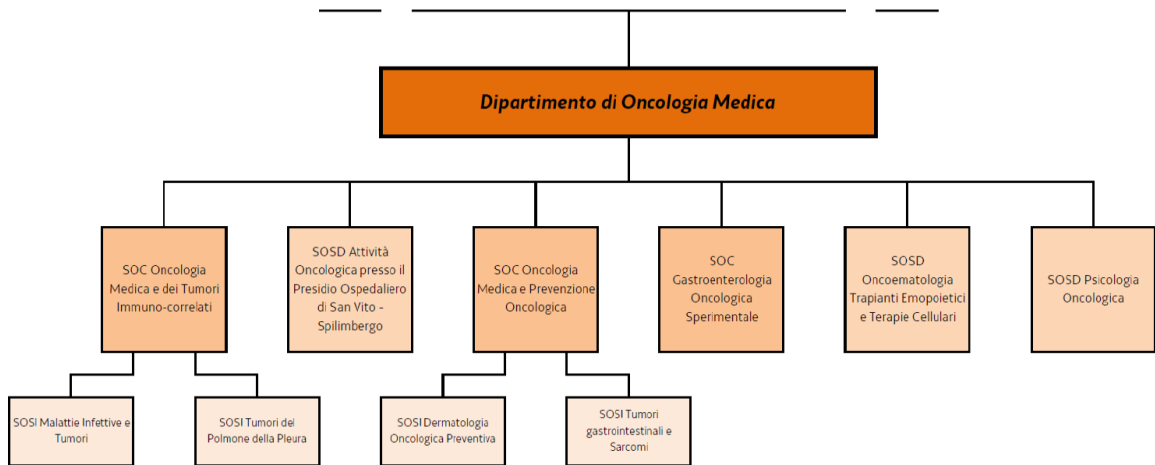 Dipartimento di Oncologia Medica
SOC Oncologia
Medica e dei Tumori
Immuno-correlati
SOSD Attività
Oncologica presso il
Presidio Ospedaliero
di San Vito -
Spilimbergo
SOC Oncologia
Medica e Prevenzione
Oncologica
SOC
Gastroenterologia
Oncologica
Sperimentale
SOSD
Oncoematologia
Trapianti Emopoietici
e Terapie Cellulari
SOSD Psicologia
Oncologica
SOSI Malattie Infettive e
Tumori
SOSI Tumori del
Polmone della Pleura
SOSI Dermatologia
Oncologica Preventiva
SOSI Tumori
gastrointestinali e
Sarcomi